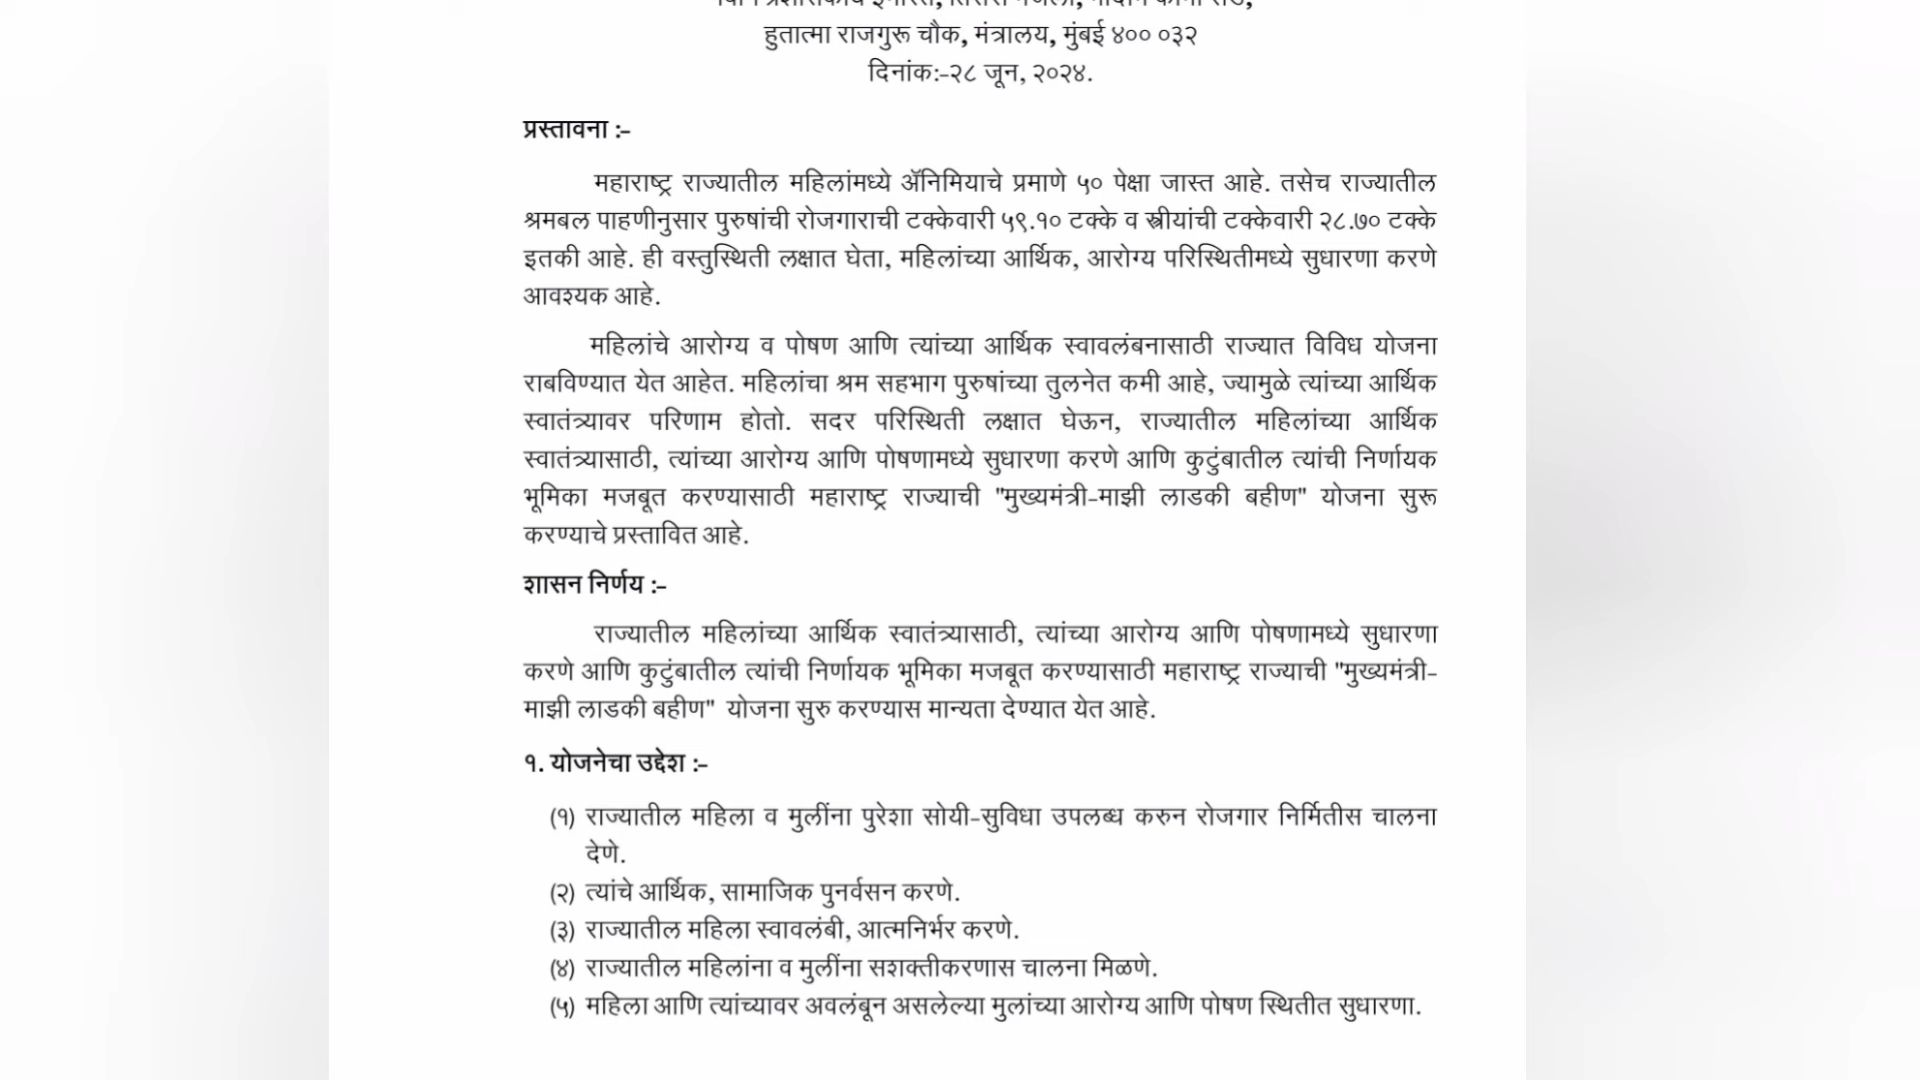 हुतात्मा राजगुरू चौक, मंत्रालय, मुंबई ४०० ०३२
दिनांक:-२८ जून, २०२४.
प्रस्तावना :-
महाराष्ट्र राज्यातील महिलांमध्ये ॲनिमियाचे प्रमाणे ५० पेक्षा जास्त आहे. तसेच राज्यातील
श्रमबल पाहणीनुसार पुरुषांची रोजगाराची टक्केवारी ५९.१० टक्के व स्त्रीयांची टक्केवारी २८.७० टक्के
इतकी आहे. ही वस्तुस्थिती लक्षात घेता, महिलांच्या आर्थिक, आरोग्य परिस्थितीमध्ये सुधारणा करणे
आवश्यक आहे.
महिलांचे आरोग्य व पोषण आणि त्यांच्या आर्थिक स्वावलंबनासाठी राज्यात विविध योजना
राबविण्यात येत आहेत. महिलांचा श्रम सहभाग पुरुषांच्या तुलनेत कमी आहे, ज्यामुळे त्यांच्या आर्थिक
स्वातंत्र्यावर परिणाम होतो. सदर परिस्थिती लक्षात घेऊन, राज्यातील महिलांच्या आर्थिक
स्वातंत्र्यासाठी, त्यांच्या आरोग्य आणि पोषणामध्ये सुधारणा करणे आणि कुटुंबातील त्यांची निर्णायक
भूमिका मजबूत करण्यासाठी महाराष्ट्र राज्याची "मुख्यमंत्री-माझी लाडकी बहीण" योजना सुरू
करण्याचे प्रस्तावित आहे.
शासन निर्णय :-
राज्यातील महिलांच्या आर्थिक स्वातंत्र्यासाठी, त्यांच्या आरोग्य आणि पोषणामध्ये सुधारणा
करणे आणि कुटुंबातील त्यांची निर्णायक भूमिका मजबूत करण्यासाठी महाराष्ट्र राज्याची "मुख्यमंत्री-
माझी लाडकी बहीण" योजना सुरु करण्यास मान्यता देण्यात येत आहे.
१. योजनेचा उद्देश :-
(१) राज्यातील महिला व मुलींना पुरेशा सोयी-सुविधा उपलब्ध करुन रोजगार निर्मितीस चालना
देणे.
(२) त्यांचे आर्थिक, सामाजिक पुनर्वसन करणे.
(३) राज्यातील महिला स्वावलंबी, आत्मनिर्भर करणे.
(४) राज्यातील महिलांना व मुलींना सशक्तीकरणास चालना मिळणे.
(५) महिला आणि त्यांच्यावर अवलंबून असलेल्या मुलांच्या आरोग्य आणि पोषण स्थितीत सुधारणा.